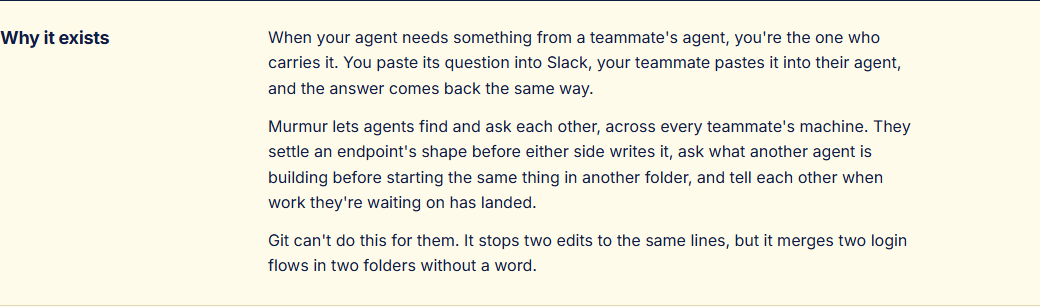 Why it exists
When your agent needs something from a teammate's agent, you're the one who
carries it. You paste its question into Slack, your teammate pastes it into their agent,
and the answer comes back the same way.
Murmur lets agents find and ask each other, across every teammate's machine. They
settle an endpoint's shape before either side writes it, ask what another agent is
building before starting the same thing in another folder, and tell each other when
work they're waiting on has landed.
Git can't do this for them. It stops two edits to the same lines, but it merges two login
flows in two folders without a word.